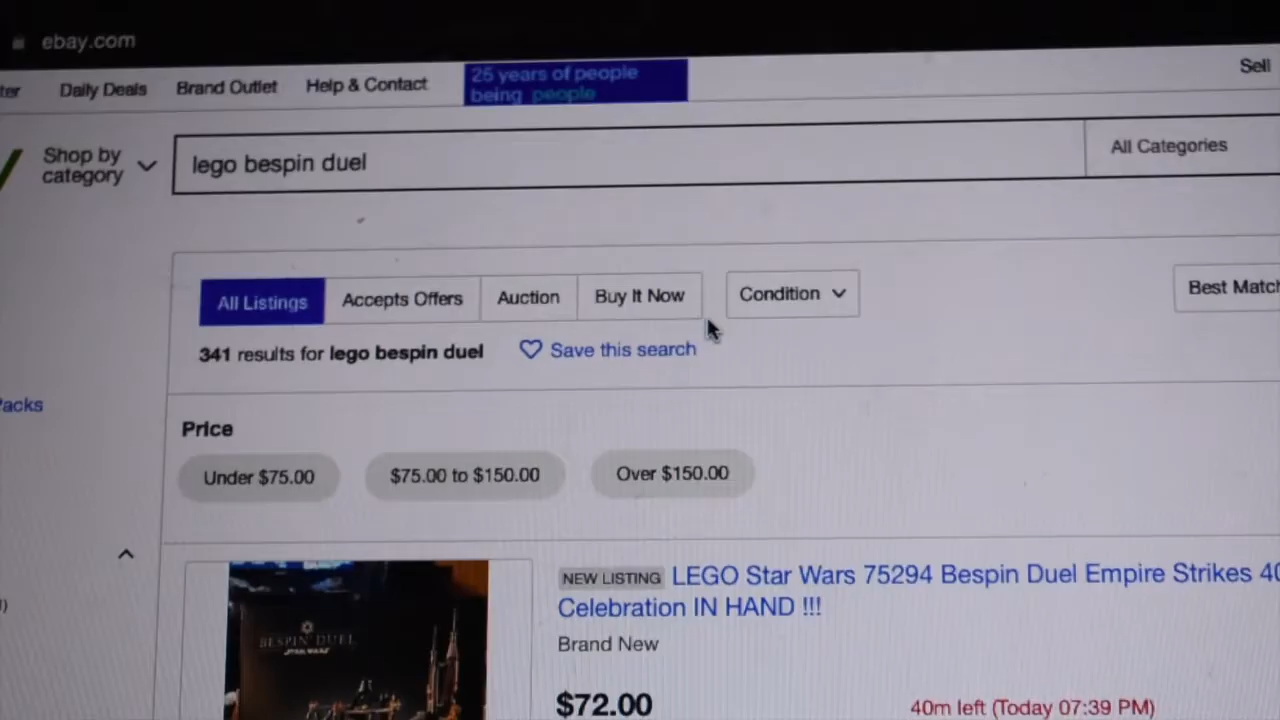 ebay.com
Daily Deals Brand Outlet Help & Contact
25 years of people
being people
Sell
Shop by
category
lego bespin duel
All Categories
All Listings Accepts Offers Auction Buy It Now Condition
341 results for lego bespin duel Save this search
Price
Under $75.00 $75.00 to $150.00 Over $150.00
NEW LISTING LEGO Star Wars 75294 Bespin Duel Empire Strikes
Celebration IN HAND !!!
Brand New
BESPIN DUEL
STAR WARS
$72.00
40m left (Today 07:39 PM)